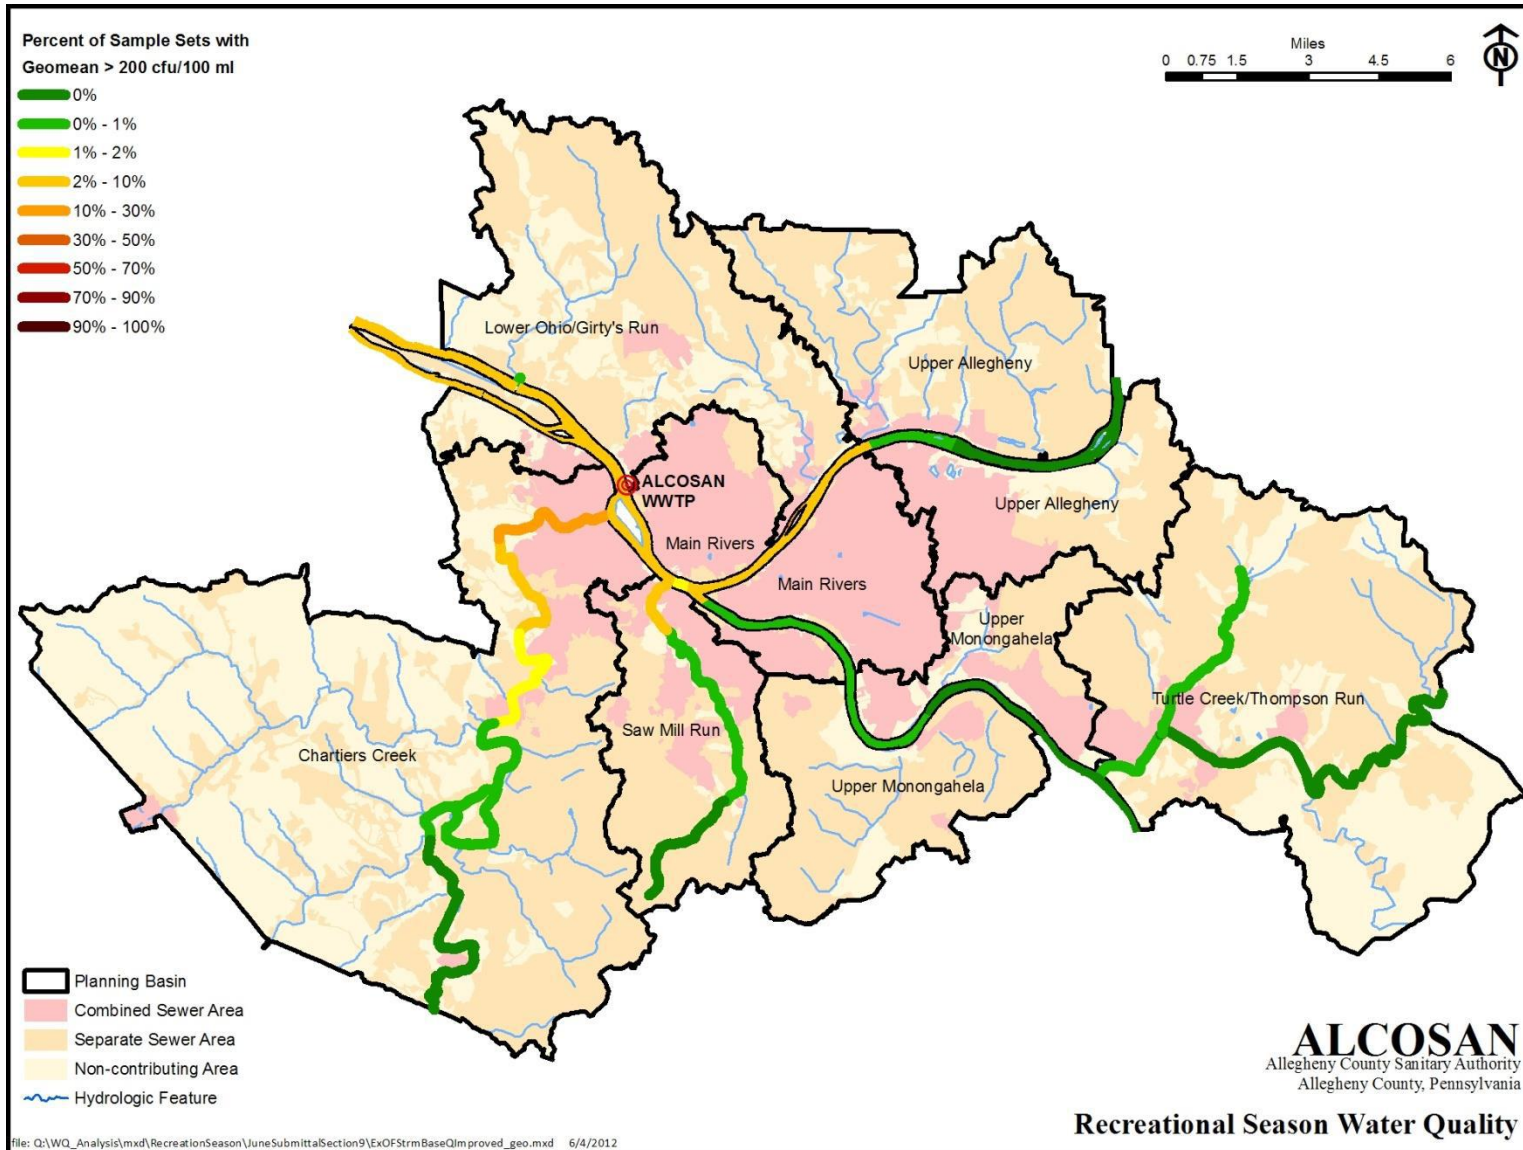 Percent of Sample Sets with
Geomean > 200 cfu/100 ml
0%
0% - 1%
1% - 2%
2% - 10%
10% - 30%
30% - 50%
50% - 70%
70% - 90%
90% - 100%
Miles
0 0.75 1.5 3 4.5 6
N
Lower Ohio/Girty's Run
Upper Allegheny
ALCOSAN
WWTP
Upper Allegheny
Main Rivers
Main Rivers
Upper
Monongahela
Turtle Creek/Thompson Run
Saw Mill Run
Chartiers Creek
Upper Monongahela
Planning Basin
Combined Sewer Area
Separate Sewer Area
Non-contributing Area
Hydrologic Feature
ALCOSAN
Allegheny County Sanitary Authority
Allegheny County, Pennsylvania
Recreational Season Water Quality
file: Q:\WQ_Analysis\mxd\RecreationSeason\JuneSubmittalSection9\ExOFStrmBaseQImproved_geo.mxd 6/4/2012